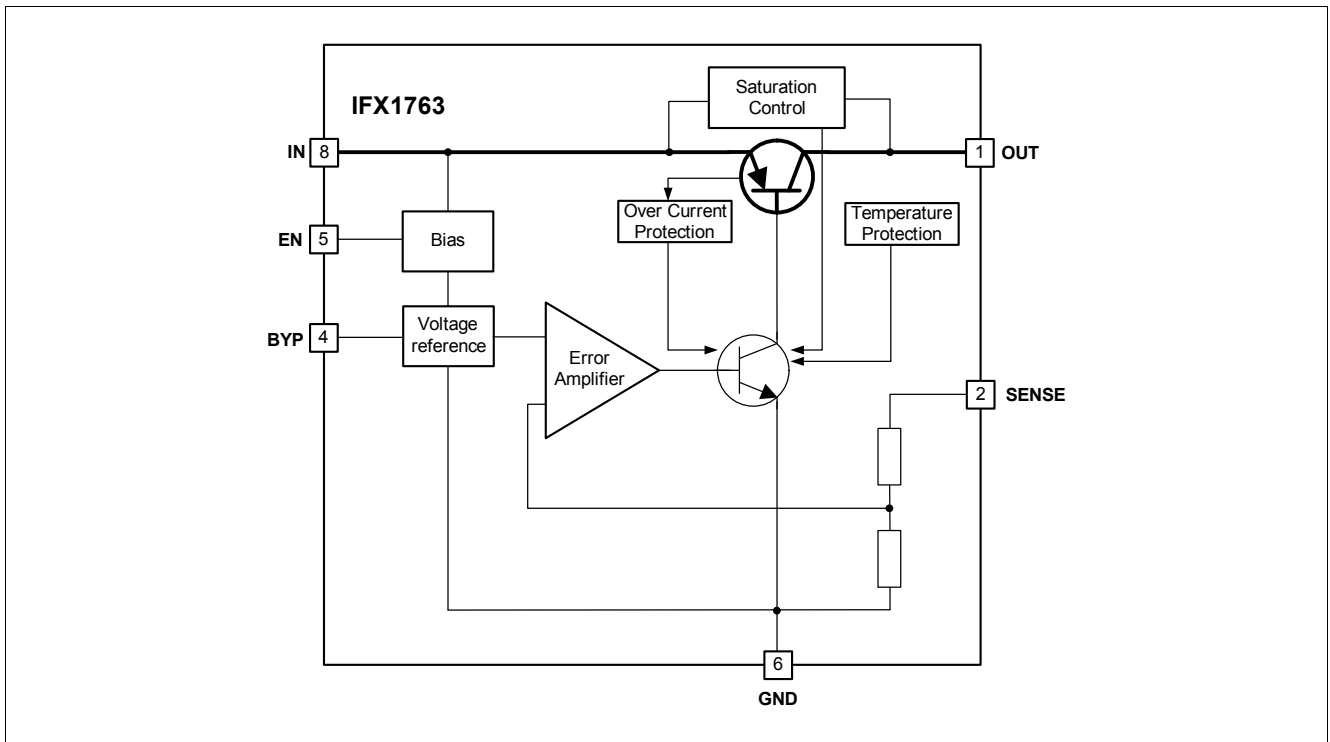 IFX1763
Saturation
Control
IN 8
1 OUT
Over Current
Protection
Temperature
Protection
EN 5
Bias
BYP 4
Voltage
reference
Error
Amplifier
2 SENSE
6
GND